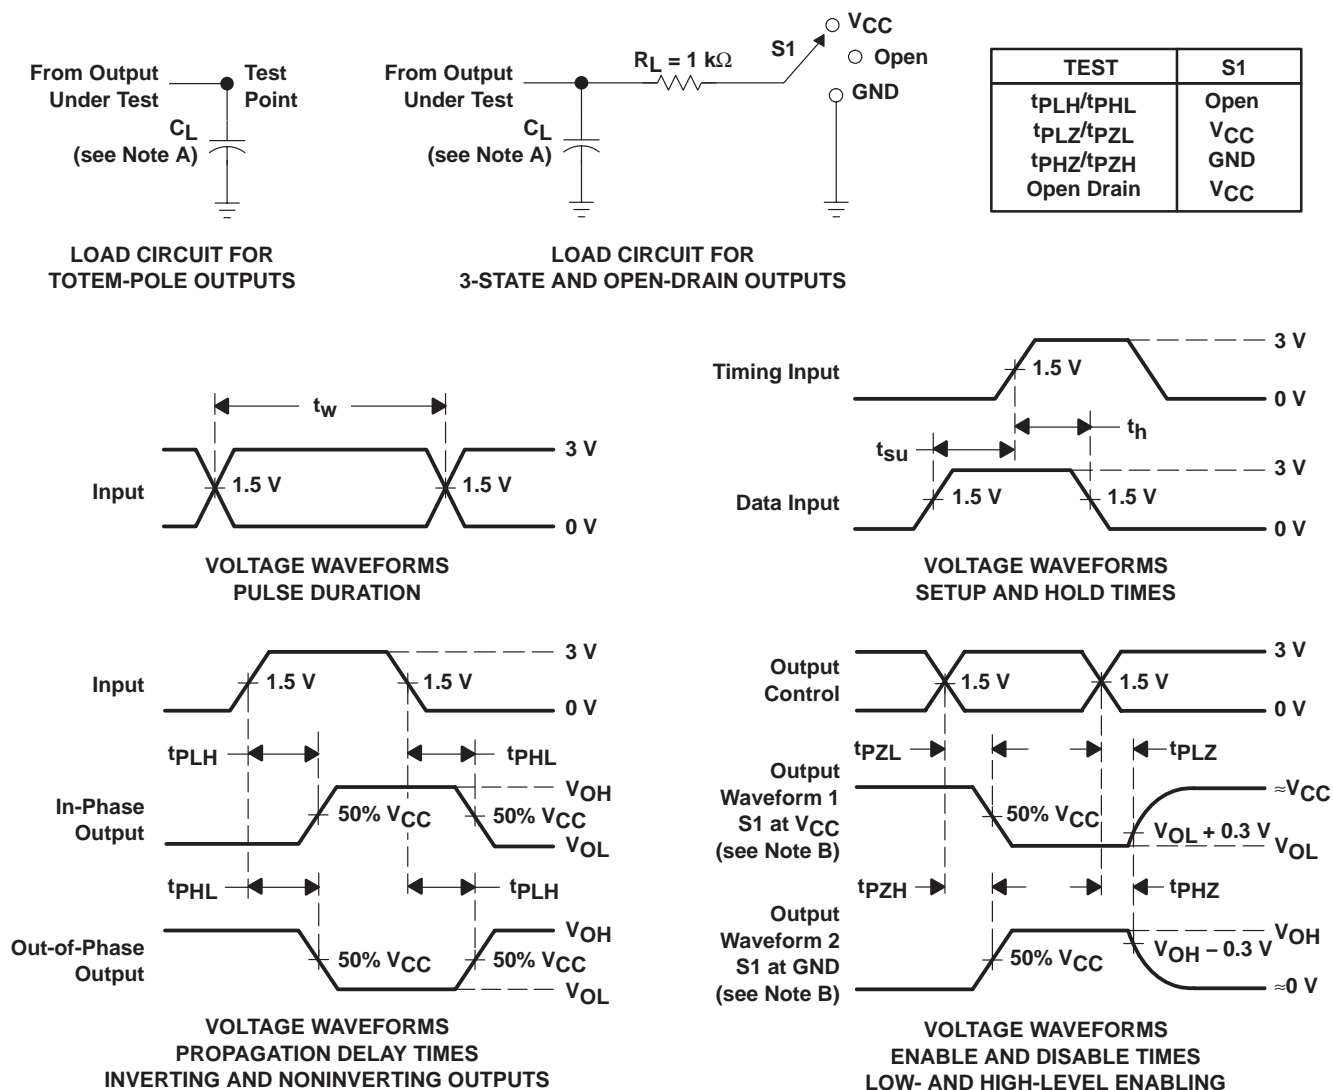 From Output
Under Test
Test
Point
CL
(see Note A)
LOAD CIRCUIT FOR
TOTEM-POLE OUTPUTS
From Output
Under Test
RL = 1 kΩ
S1
VCC
Open
GND
CL
(see Note A)
LOAD CIRCUIT FOR
3-STATE AND OPEN-DRAIN OUTPUTS
TEST S1
tPLH/tPHL Open
tPLZ/tPZL VCC
tPHZ/tPZH GND
Open Drain VCC
tw
Input
1.5 V
1.5 V
3 V
0 V
VOLTAGE WAVEFORMS
PULSE DURATION
Timing Input
1.5 V
3 V
0 V
tsu
th
Data Input
1.5 V
1.5 V
3 V
0 V
VOLTAGE WAVEFORMS
SETUP AND HOLD TIMES
Input
1.5 V
1.5 V
3 V
0 V
tPLH
tPHL
In-Phase
Output
50% VCC
50% VCC
VOH
VOL
tPHL
tPLH
Out-of-Phase
Output
50% VCC
50% VCC
VOH
VOL
VOLTAGE WAVEFORMS
PROPAGATION DELAY TIMES
INVERTING AND NONINVERTING OUTPUTS
Output
Control
1.5 V
1.5 V
3 V
0 V
tPZL
tPLZ
Output
Waveform 1
S1 at VCC
(see Note B)
50% VCC
VOL + 0.3 V
≈VCC
VOL
tPZH
tPHZ
Output
Waveform 2
S1 at GND
(see Note B)
50% VCC
VOH − 0.3 V
VOH
≈0 V
VOLTAGE WAVEFORMS
ENABLE AND DISABLE TIMES
LOW- AND HIGH-LEVEL ENABLING